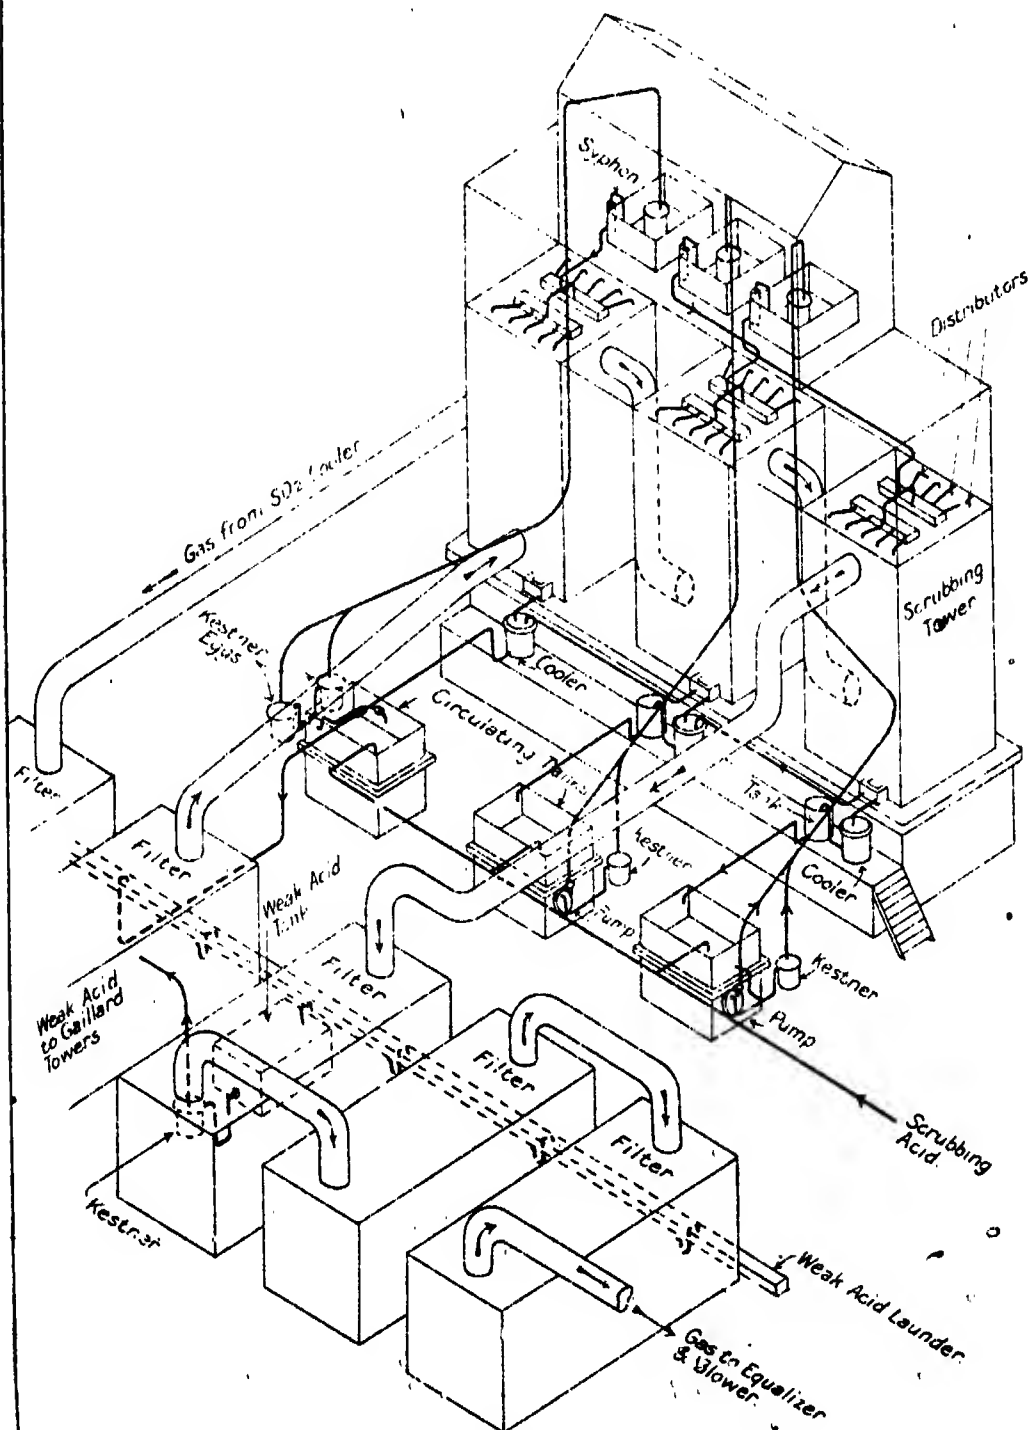 Syphon
Distributors
Gas from SO2 Cooler
Scrubbing
Tower
Kestner
Eggs
Cooler
Circulating Tanks
Filter
Tank
Filter
Kestner
Cooler
Weak Acid
Tank
Pump
Filter
Kestner
Weak Acid
to Gaillard
Towers
Pump
Filter
Scrubbing
Acid.
Filter
Kestner
Weak Acid Launder.
Gas to Equalizer
& Blower.